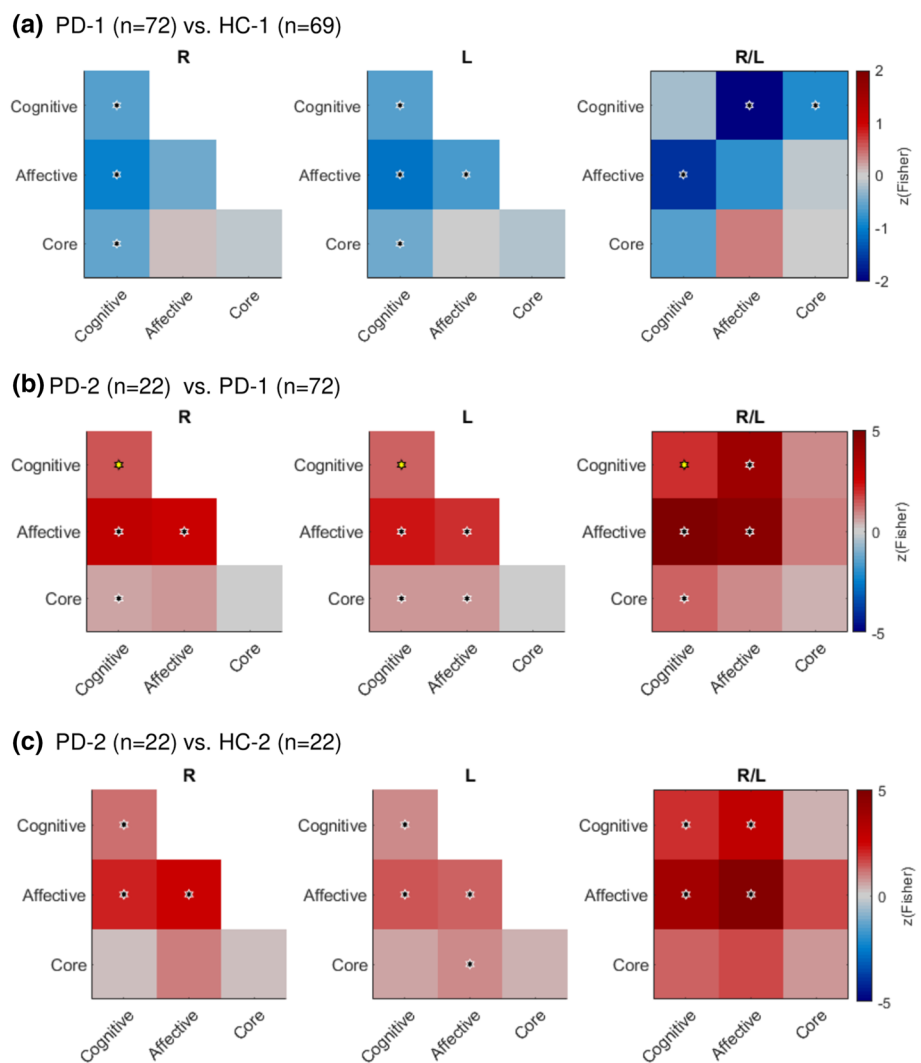 (a) PD-1 (n=72) vs. HC-1 (n=69)
R L R/L
Cognitive Cognitive Cognitive 2
1
Affective Affective Affective 0 z(Fisher)
-1
Core Core Core
-2
Cognitive Affective Core Cognitive Affective Core Cognitive Affective Core
(b) PD-2 (n=22) vs. PD-1 (n=72)
R L R/L
5
Cognitive Cognitive Cognitive
Affective Affective Affective 0 z(Fisher)
Core Core Core
-5
Cognitive Affective Core Cognitive Affective Core Cognitive Affective Core
(c) PD-2 (n=22) vs. HC-2 (n=22)
R L R/L
5
Cognitive Cognitive Cognitive
Affective Affective Affective 0 z(Fisher)
Core Core Core
-5
Cognitive Affective Core Cognitive Affective Core Cognitive Affective Core